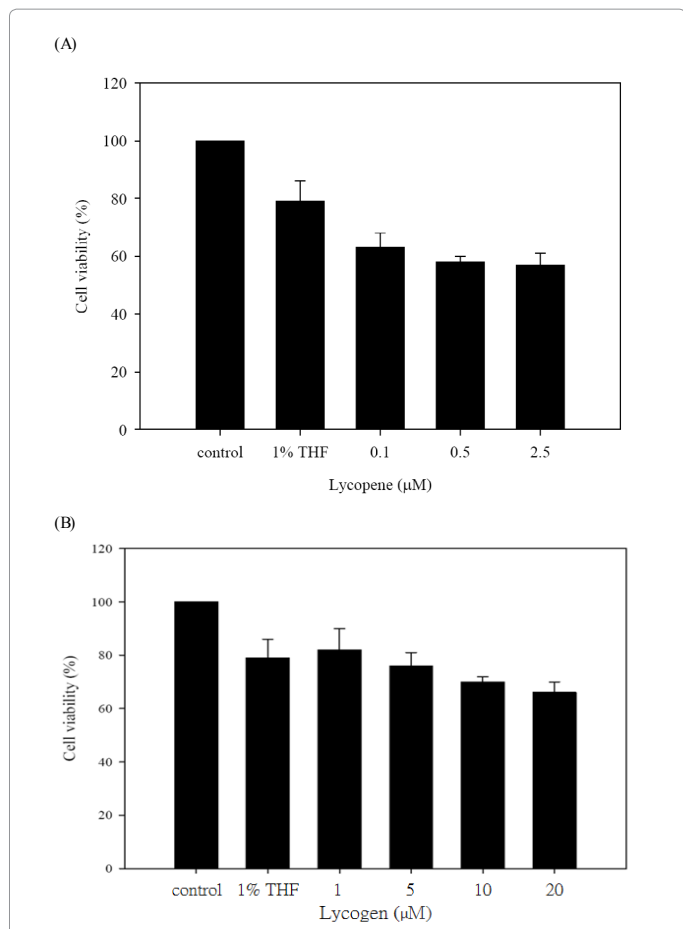 (A)
120
100
80
60
40
20
0
Cell viability (%)
control 1% THF 0.1 0.5 2.5
Lycopene (μM)
(B)
120
100
80
60
40
20
0
Cell viability (%)
control 1% THF 1 5 10 20
Lycogen (μM)